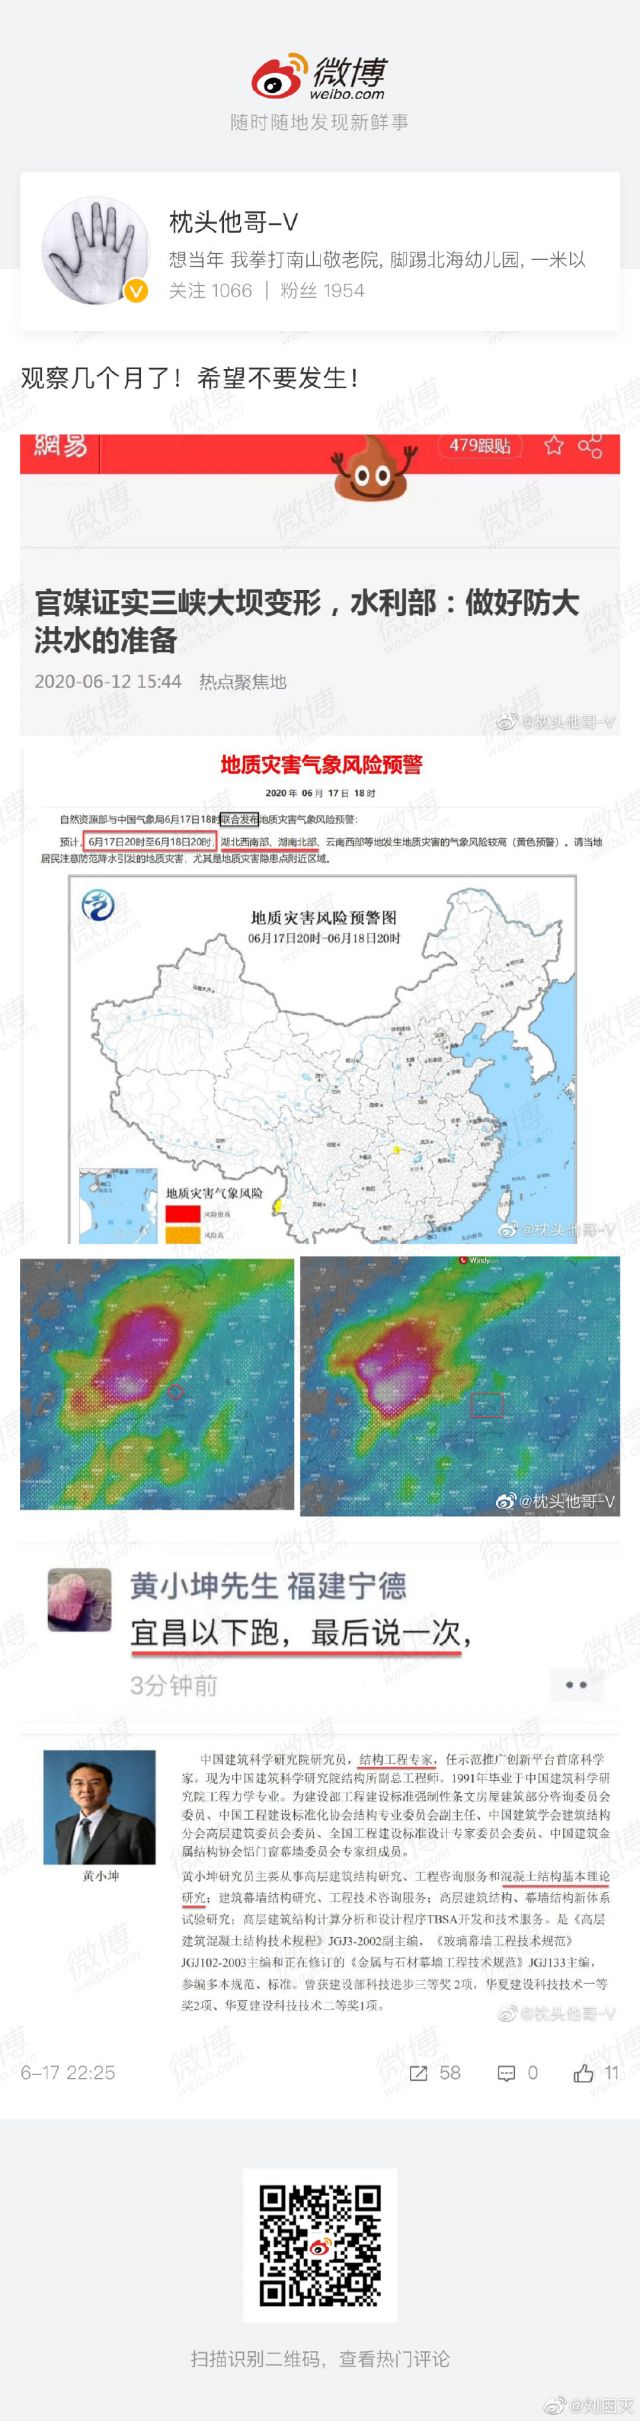 微博
weibo.com
随时随地发现新鲜事
枕头他哥-V
想当年 我拳打南山敬老院, 脚踢北海幼儿园, 一米以
关注 1066 | 粉丝 1954
观察几个月了！希望不要发生！
網易
479跟贴
官媒证实三峡大坝变形，水利部：做好防大
洪水的准备
2020-06-12 15:44 热点聚焦地
@枕头他哥-V
地质灾害气象风险预警
2020 年 06 月 17 日 18 时
自然资源部与中国气象局6月17日18时联合发布地质灾害气象风险预警：
预计，6月17日20时至6月18日20时，湖北西南部、湖南北部、云南西部等地发生地质灾害的气象风险较高（黄色预警）。请当地
居民注意防范降水引发的地质灾害，尤其是地质灾害隐患点附近区域。
地质灾害风险预警图
06月17日20时-06月18日20时
地质灾害气象风险
风险很高
风险高
@枕头他哥-V
Windy
@枕头他哥-V
黄小坤先生 福建宁德
宜昌以下跑，最后说一次，
3分钟前
中国建筑科学研究院研究员，结构工程专家，任示范推广创新平台首席科学
家。现为中国建筑科学研究院结构所副总工程师。1991年毕业于中国建筑科学研
究院工程力学专业。为建设部工程建设标准强制性条文房屋建筑部分咨询委员会
委员、中国工程建设标准化协会结构专业委员会副主任、中国建筑学会建筑结构
分会高层建筑委员会委员、全国工程建设标准设计专家委员会委员、中国建筑金
属结构协会铝门窗幕墙委员会专家组成员。
黄小坤
黄小坤研究员主要从事高层建筑结构研究、工程咨询服务和混凝土结构基本理论
研究；建筑幕墙结构研究、工程技术咨询服务；高层建筑结构、幕墙结构新体系
试验研究；高层建筑结构计算分析和设计程序TBSA开发和技术服务。是《高层
建筑混凝土结构技术规程》JGJ3-2002副主编，《玻璃幕墙工程技术规范》
JGJ102-2003主编和正在修订的《金属与石材幕墙工程技术规范》JGJ133主编，
参编多本规范、标准。曾获建设部科技进步三等奖2项，华夏建设科技技术一等
奖2项、华夏建设科技技术二等奖1项。
@枕头他哥-V
6-17 22:25
58
0
11
扫描识别二维码，查看热门评论
@刘因灭